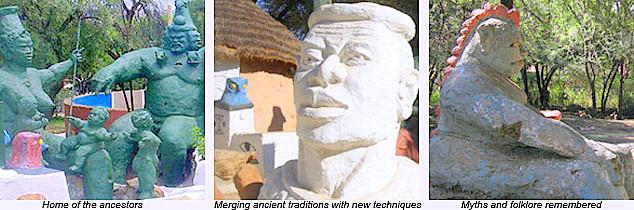 Home of the ancestors
Merging ancient traditions with new techniques
Myths and folklore remembered